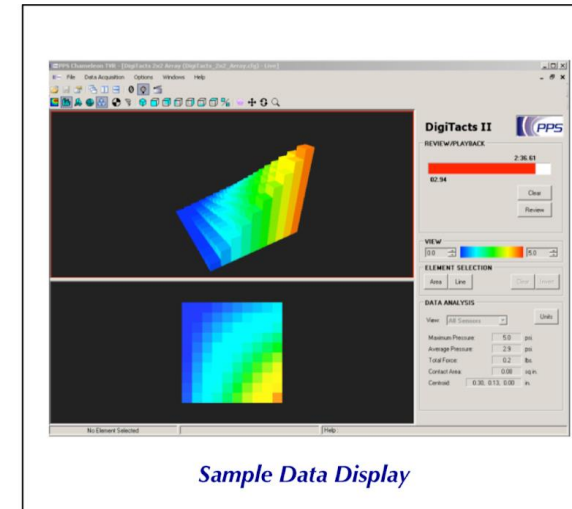 PPS Chameleon TVR - [DigiTacts 2x2 Array (DigiTacts_2x2_Array.cfg) - Live]
File Data Acquisition Options Windows Help
DigiTacts II PPS
REVIEW/PLAYBACK
2:36.61
02.94
Clear
Review
VIEW
0.0 5.0
ELEMENT SELECTION
Area Line Clear Invert
DATA ANALYSIS
View: All Sensors Units
Maximum Pressure: 5.0 psi
Average Pressure: 2.9 psi
Total Force: 0.2 lbs
Contact Area: 0.08 sq in
Centroid: 0.30, 0.13, 0.00 in
No Element Selected Help:
Sample Data Display